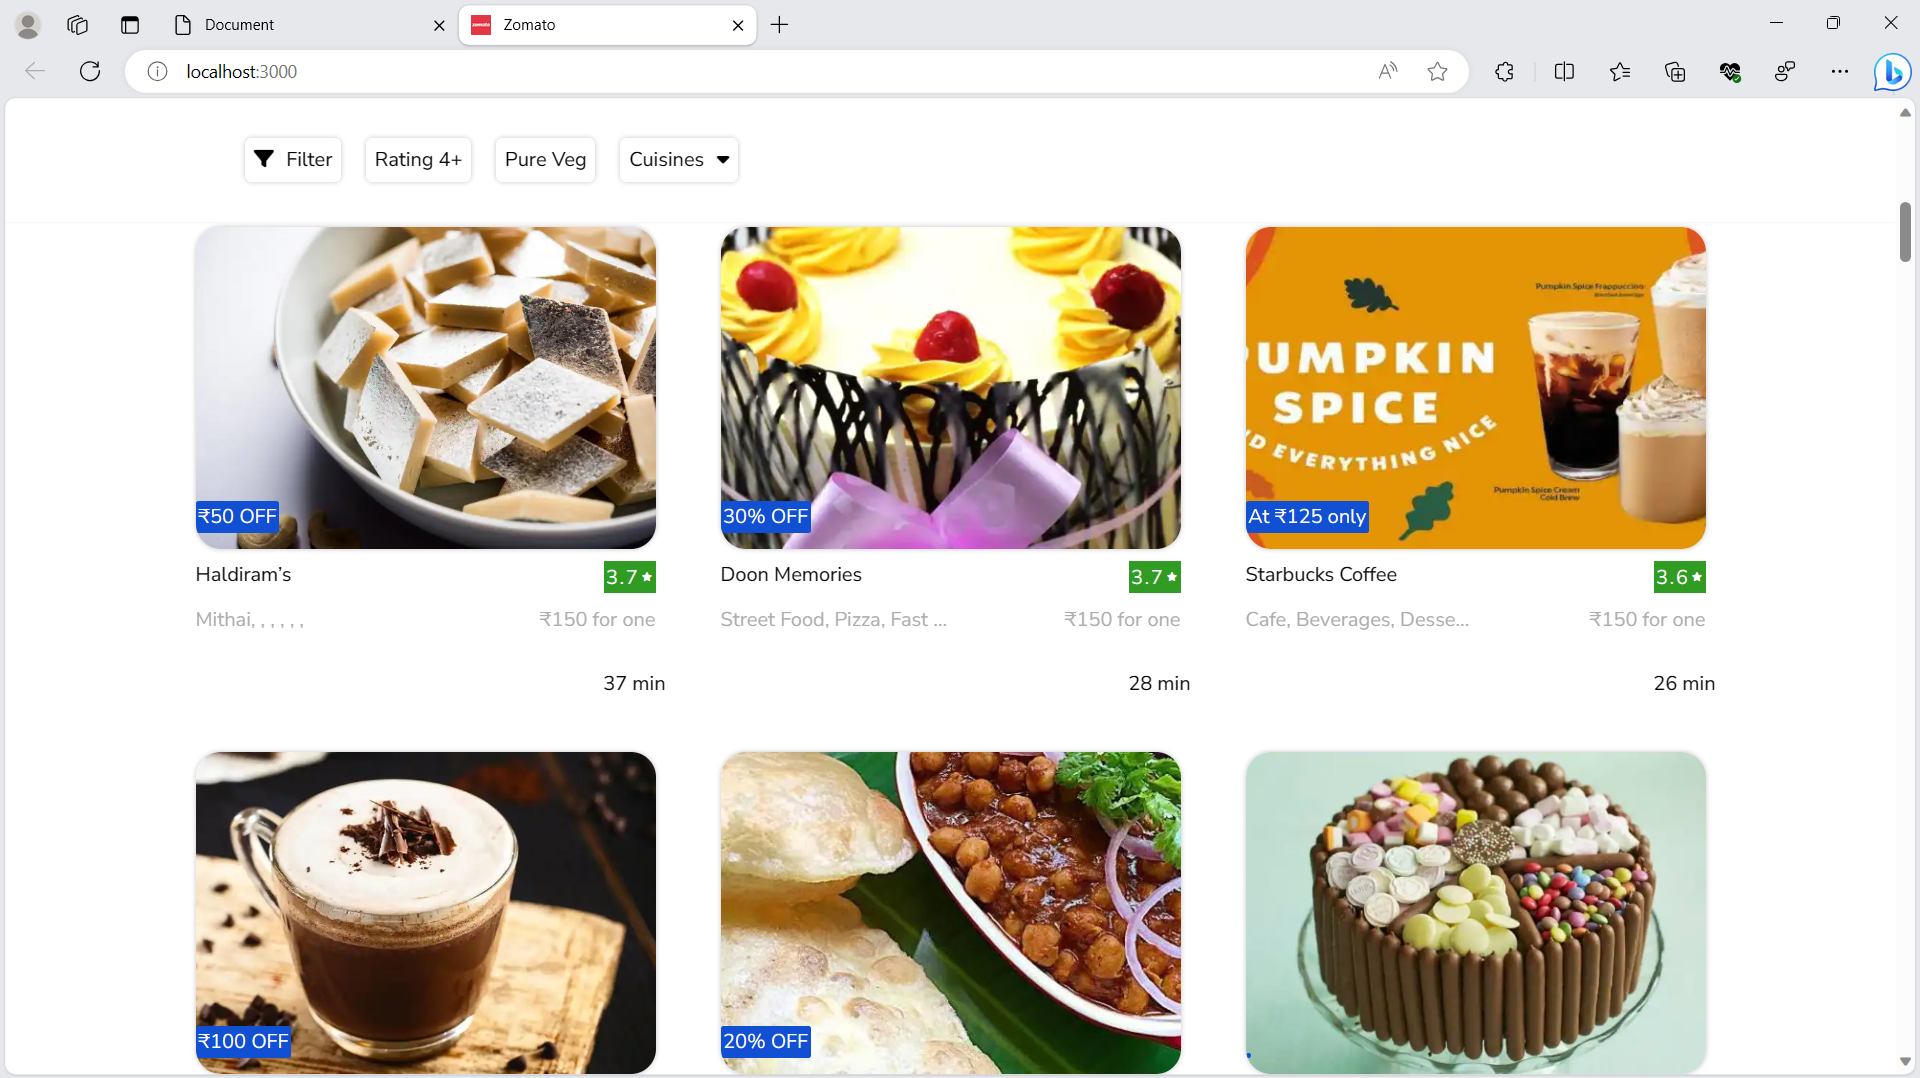 Document
zomato
Zomato
localhost:3000
Filter
Rating 4+
Pure Veg
Cuisines
Pumpkin Spice Frappuccino
UMPKIN
SPICE
D EVERYTHING NICE
Pumpkin Spice Cream
Cold Brew
₹50 OFF
30% OFF
At ₹125 only
Haldiram’s
3.7
Doon Memories
3.7
Starbucks Coffee
3.6
Mithai, , , , , ,
₹150 for one
Street Food, Pizza, Fast ...
₹150 for one
Cafe, Beverages, Desse...
₹150 for one
37 min
28 min
26 min
₹100 OFF
20% OFF